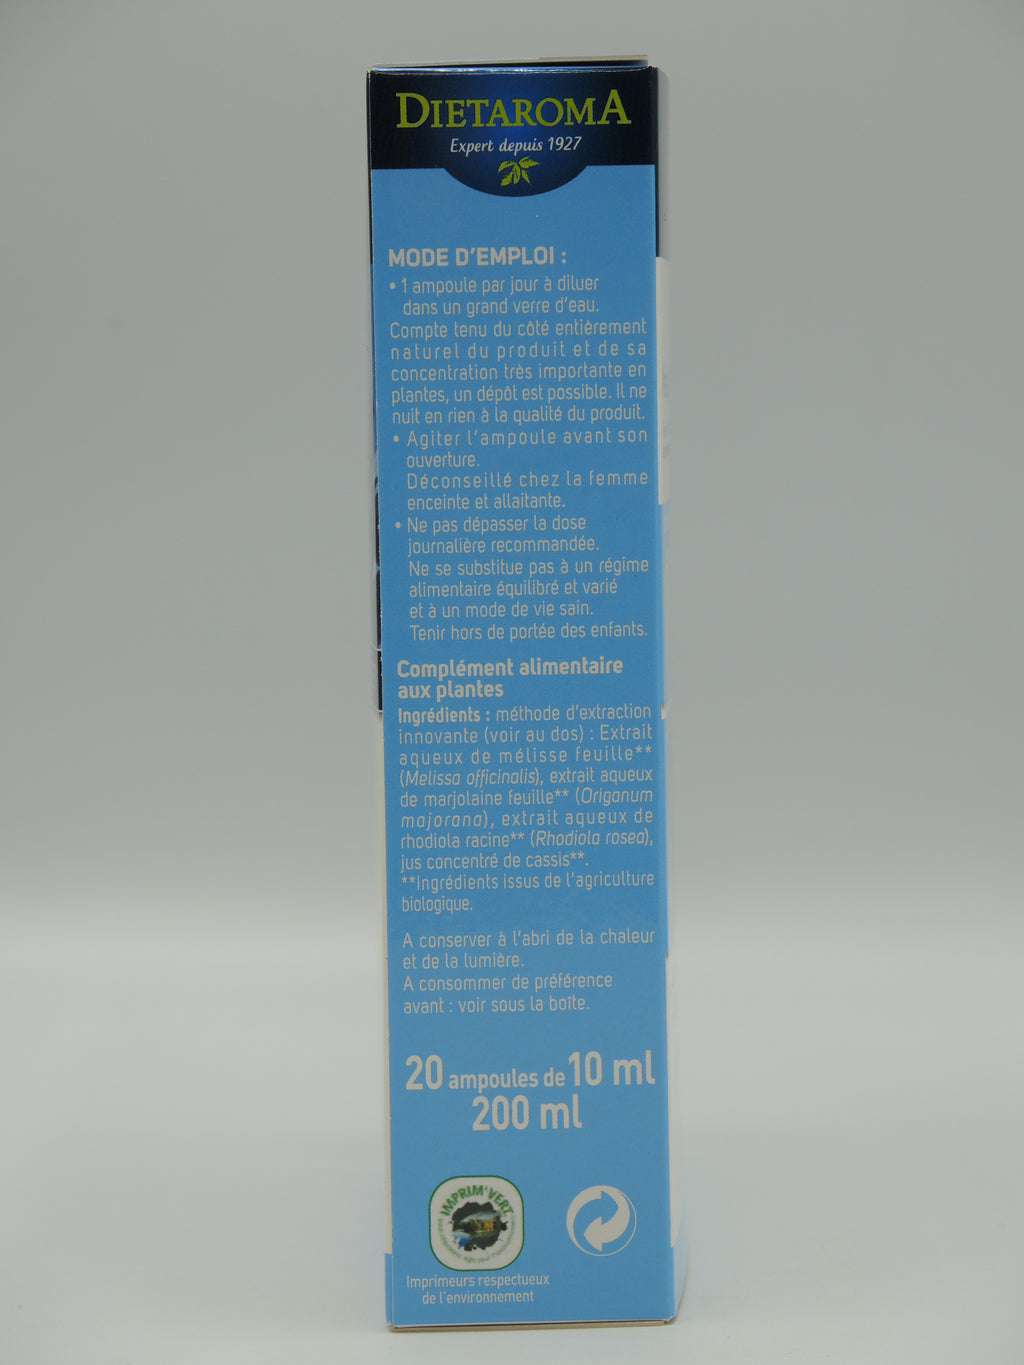 DIETAROMA
Expert depuis 1927
MODE D'EMPLOI :
• 1 ampoule par jour à diluer
dans un grand verre d'eau.
Compte tenu du côté entièrement
naturel du produit et de sa
concentration très importante en
plantes, un dépôt est possible. Il ne
nuit en rien à la qualité du produit.
• Agiter l'ampoule avant son
ouverture.
Déconseillé chez la femme
enceinte et allaitante.
• Ne pas dépasser la dose
journalière recommandée.
Ne se substitue pas à un régime
alimentaire équilibré et varié
et à un mode de vie sain.
Tenir hors de portée des enfants.
Complément alimentaire
aux plantes
Ingrédients : méthode d'extraction
innovante (voir au dos) : Extrait
aqueux de mélisse feuille**
(Melissa officinalis), extrait aqueux
de marjolaine feuille** (Origanum
majorana), extrait aqueux de
rhodiola racine** (Rhodiola rosea),
jus concentré de cassis**.
**Ingrédients issus de l'agriculture
biologique.
A conserver à l'abri de la chaleur
et de la lumière.
A consommer de préférence
avant : voir sous la boîte.
20 ampoules de 10 ml
200 ml
IMPRIM'VERT
Imprimeurs respectueux
de l'environnement